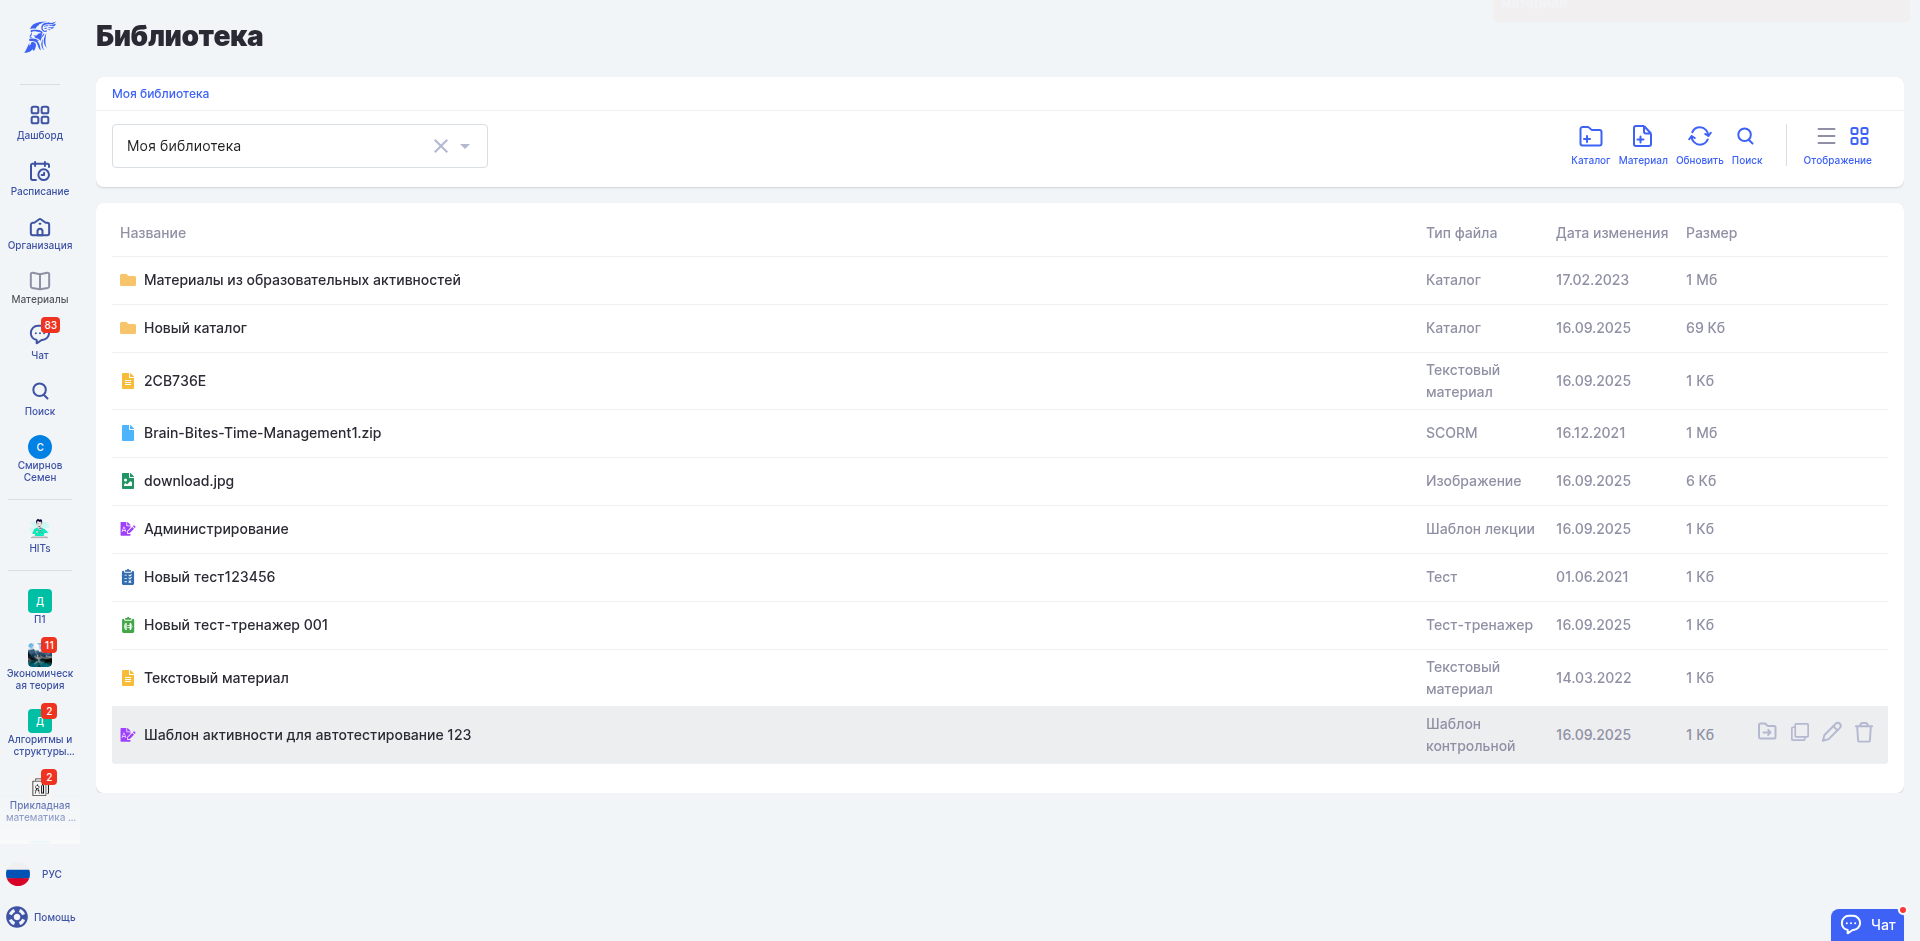 Библиотека
Моя библиотека
Моя библиотека
Каталог
Материал
Обновить
Поиск
Отображение
Дашборд
Расписание
Организация
Материалы
83
Чат
Поиск
С
Смирнов
Семен
HITs
Д
П1
11
Экономическ
ая теория
2
Д
Алгоритмы и
структуры...
2
Прикладная
математика ...
РУС
Помощь
Название Тип файла Дата изменения Размер
Материалы из образовательных активностей Каталог 17.02.2023 1 Мб
Новый каталог Каталог 16.09.2025 69 Кб
2CB736E Текстовый
материал 16.09.2025 1 Кб
Brain-Bites-Time-Management1.zip SCORM 16.12.2021 1 Мб
download.jpg Изображение 16.09.2025 6 Кб
Администрирование Шаблон лекции 16.09.2025 1 Кб
Новый тест123456 Тест 01.06.2021 1 Кб
Новый тест-тренажер 001 Тест-тренажер 16.09.2025 1 Кб
Текстовый материал Текстовый
материал 14.03.2022 1 Кб
Шаблон активности для автотестирование 123 Шаблон
контрольной 16.09.2025 1 Кб
Чат